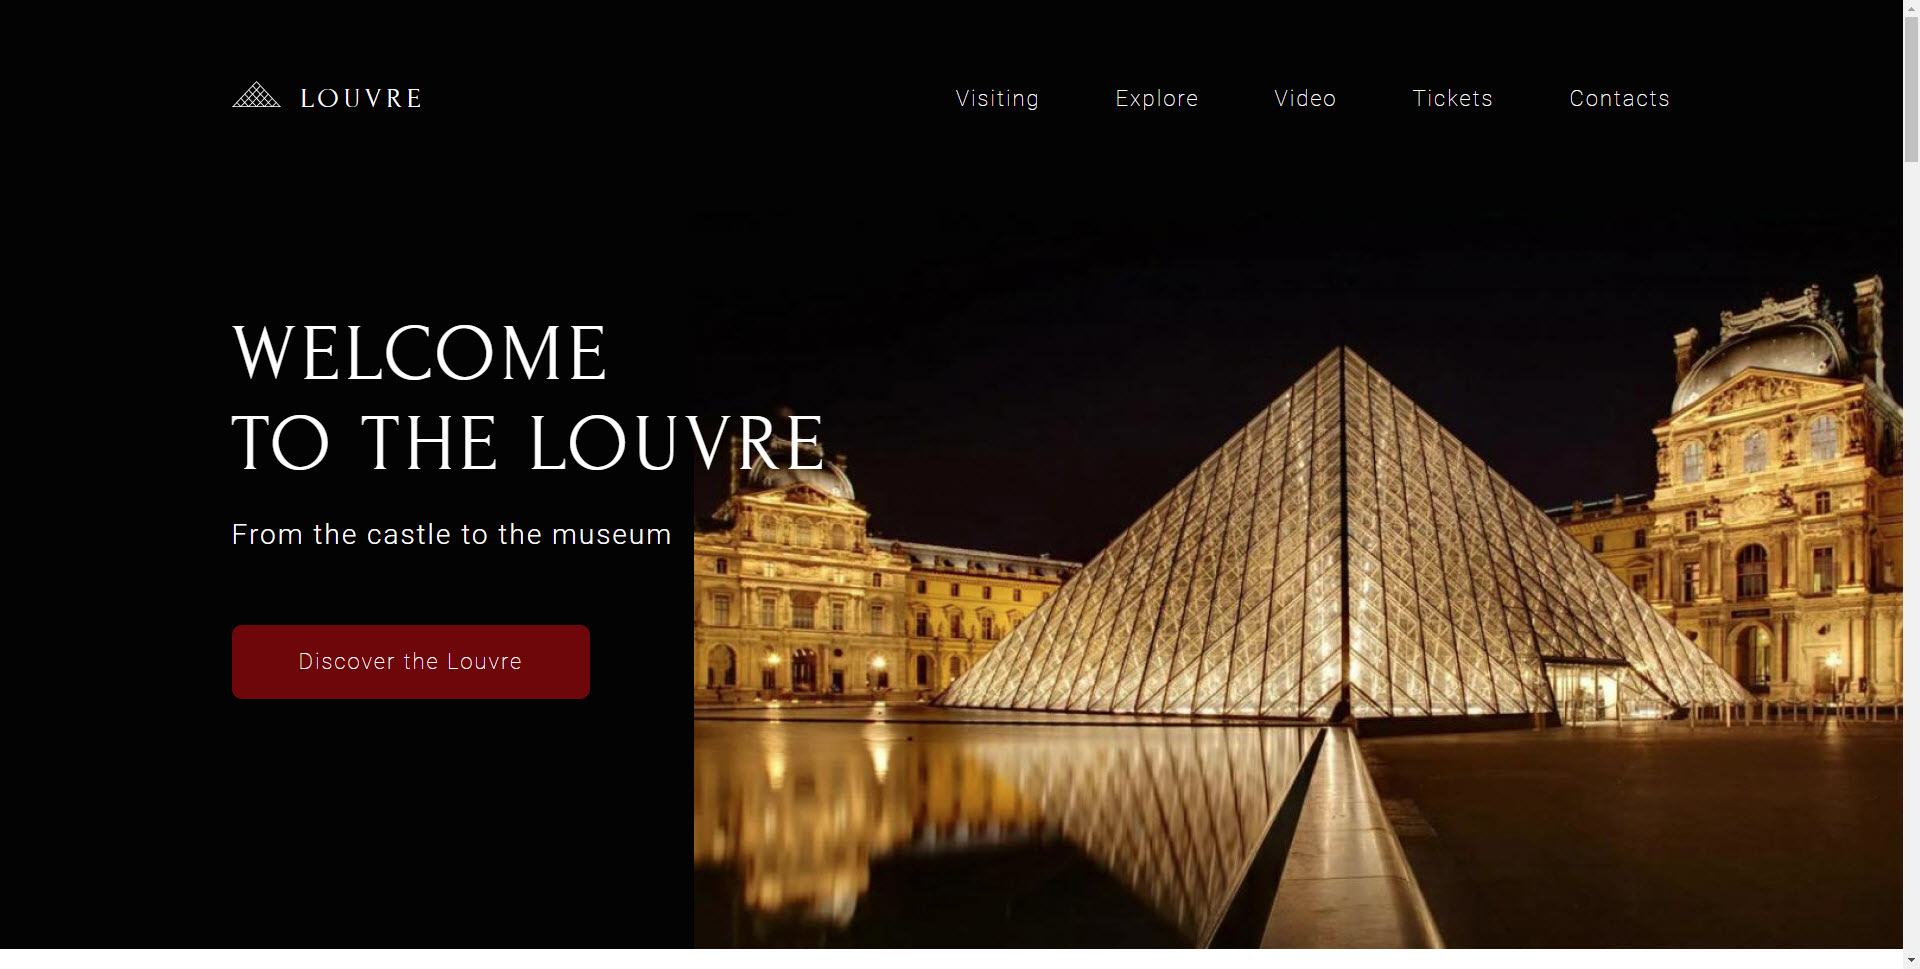 LOUVRE
Visiting
Explore
Video
Tickets
Contacts
WELCOME
TO THE LOUVRE
From the castle to the museum
Discover the Louvre